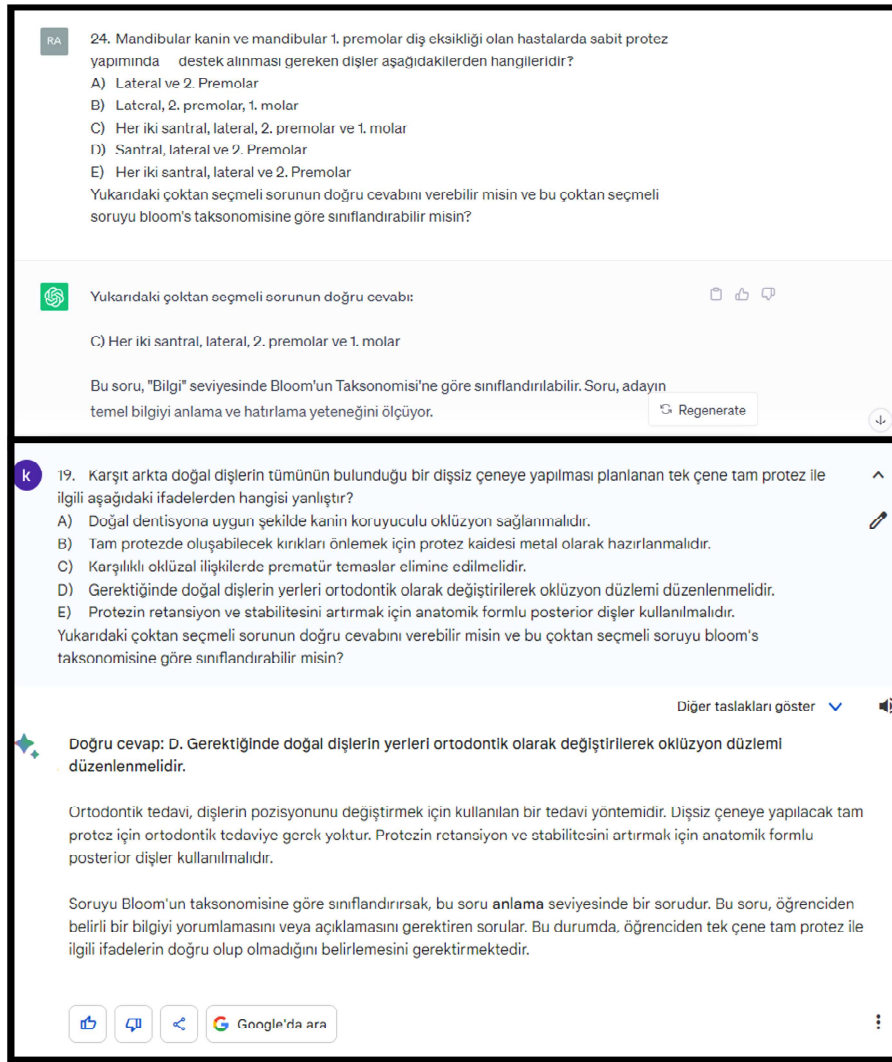 RA
24. Mandibular kanin ve mandibular 1. premolar diş eksikliği olan hastalarda sabit protez
yapımında destek alınması gereken dişler aşağıdakilerden hangileridir?
A) Lateral ve 2. Premolar
B) Lateral, 2. premolar, 1. molar
C) Her iki santral, lateral, 2. premolar ve 1. molar
D) Santral, lateral ve 2. Premolar
E) Her iki santral, lateral ve 2. Premolar
Yukarıdaki çoktan seçmeli sorunun doğru cevabını verebilir misin ve bu çoktan seçmeli
soruyu bloom's taksonomisine göre sınıflandırabilir misin?
Yukarıdaki çoktan seçmeli sorunun doğru cevabı:
C) Her iki santral, lateral, 2. premolar ve 1. molar
Bu soru, "Bilgi" seviyesinde Bloom'un Taksonomisi'ne göre sınıflandırılabilir. Soru, adayın
temel bilgiyi anlama ve hatırlama yeteneğini ölçüyor.
Regenerate
k
19. Karşıt arkta doğal dişlerin tümünün bulunduğu bir dişsiz çeneye yapılması planlanan tek çene tam protez ile
ilgili aşağıdaki ifadelerden hangisi yanlıştır?
A) Doğal dentisyona uygun şekilde kanin koruyuculu oklüzyon sağlanmalıdır.
B) Tam protezde oluşabilecek kırıkları önlemek için protez kaidesi metal olarak hazırlanmalıdır.
C) Karşılıklı oklüzal ilişkilerde prematür temaslar elimine edilmelidir.
D) Gerektiğinde doğal dişlerin yerleri ortodontik olarak değiştirilerek oklüzyon düzlemi düzenlenmelidir.
E) Protezin retansiyon ve stabilitesini artırmak için anatomik formlu posterior dişler kullanılmalıdır.
Yukarıdaki çoktan seçmeli sorunun doğru cevabını verebilir misin ve bu çoktan seçmeli soruyu bloom's
taksonomisine göre sınıflandırabilir misin?
Diğer taslakları göster
Doğru cevap: D. Gerektiğinde doğal dişlerin yerleri ortodontik olarak değiştirilerek oklüzyon düzlemi
düzenlenmelidir.
Ortodontik tedavi, dişlerin pozisyonunu değiştirmek için kullanılan bir tedavi yöntemidir. Dişsiz çeneye yapılacak tam
protez için ortodontik tedaviye gerek yoktur. Protezin retansiyon ve stabilitesini artırmak için anatomik formlu
posterior dişler kullanılmalıdır.
Soruyu Bloom'un taksonomisine göre sınıflandırırsak, bu soru anlama seviyesinde bir sorudur. Bu soru, öğrenciden
belirli bir bilgiyi yorumlamasını veya açıklamasını gerektiren sorular. Bu durumda, öğrenciden tek çene tam protez ile
ilgili ifadelerin doğru olup olmadığını belirlemesini gerektirmektedir.
Google'da ara